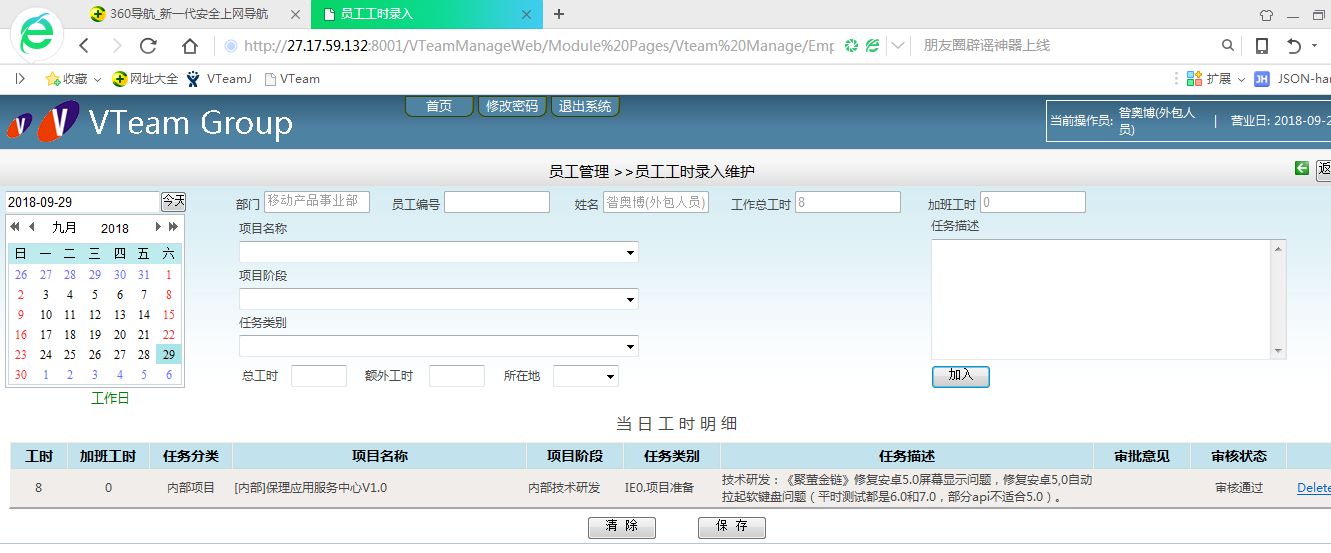 360导航_新一代安全上网导航
员工工时录入
http://27.17.59.132:8001/VTeamManageWeb/Module%20Pages/Vteam%20Manage/Emp
朋友圈辟谣神器上线
收藏
网址大全
VTeamJ
VTeam
扩展
JH
JSON-han
V
V
VTeam Group
首页
修改密码
退出系统
当前操作员:
昝奥博(外包人
员)
|
营业日: 2018-09-2
员工管理 >>员工工时录入维护
返
2018-09-29
今天
部门
移动产品事业部
员工编号
姓名
昝奥博(外包人员)
工作总工时
8
加班工时
0
九月 2018
日 一 二 三 四 五 六
26 27 28 29 30 31 1
2 3 4 5 6 7 8
9 10 11 12 13 14 15
16 17 18 19 20 21 22
23 24 25 26 27 28 29
30 1 2 3 4 5 6
工作日
项目名称
项目阶段
任务类别
总工时
额外工时
所在地
任务描述
加入
当日工时明细
工时 加班工时 任务分类 项目名称 项目阶段 任务类别 任务描述 审批意见 审核状态
8 0 内部项目 [内部]保理应用服务中心V1.0 内部技术研发 IE0.项目准备
技术研发：《聚萤金链》修复安卓5.0屏幕显示问题，修复安卓5,0自动
拉起软键盘问题（平时测试都是6.0和7.0，部分api不适合5.0）。
审核通过
Delete
清 除
保 存